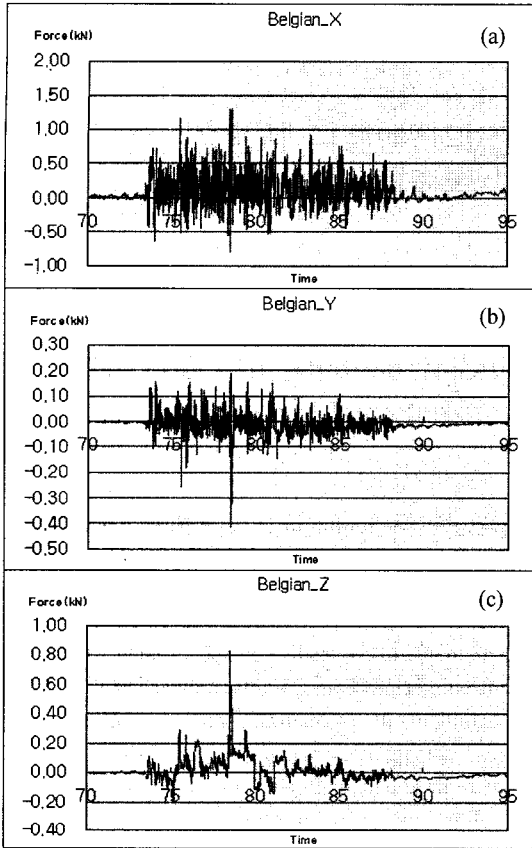 Belgian_X
(a)
Force(kN)
2,00
1,50
1,00
0,50
0,00
-0,50
-1,00
70 75 80 85 90 95
Time
Belgian_Y
(b)
Force(kN)
0,30
0,20
0,10
0,00
-0,10
-0,20
-0,30
-0,40
-0,50
70 75 80 85 90 95
Time
Belgian_Z
(c)
Force(kN)
1,00
0,80
0,60
0,40
0,20
0,00
-0,20
-0,40
70 75 80 85 90 95
Time